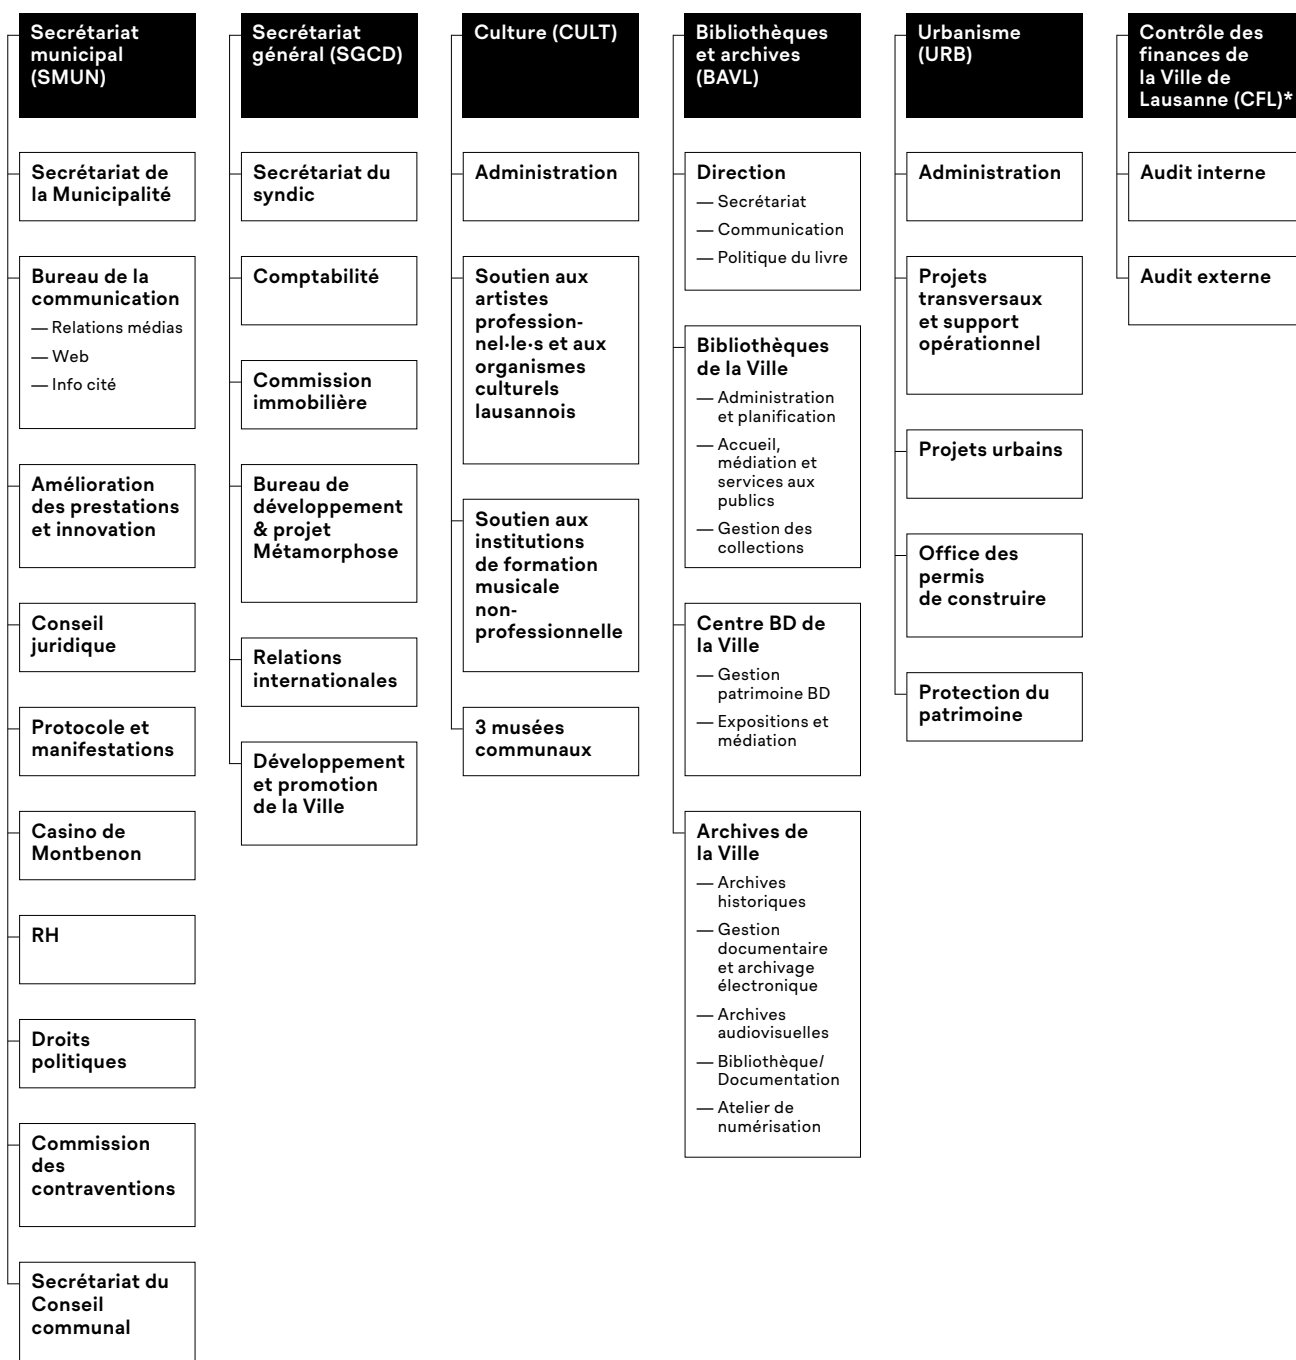 Secrétariat
municipal
(SMUN)
Secrétariat de
la Municipalité
Bureau de la
communication
— Relations médias
— Web
— Info cité
Amélioration
des prestations
et innovation
Conseil
juridique
Protocole et
manifestations
Casino de
Montbenon
RH
Droits
politiques
Commission
des
contraventions
Secrétariat du
Conseil
communal
Secrétariat
général (SGCD)
Secrétariat du
syndic
Comptabilité
Commission
immobilière
Bureau de
développement
& projet
Métamorphose
Relations
internationales
Développement
et promotion
de la Ville
Culture (CULT)
Administration
Soutien aux
artistes
profession-
nel·le·s et aux
organismes
culturels
lausannois
Soutien aux
institutions
de formation
musicale
non-
professionnelle
3 musées
communaux
Bibliothèques
et archives
(BAVL)
Direction
— Secrétariat
— Communication
— Politique du livre
Bibliothèques
de la Ville
— Administration
et planification
— Accueil,
médiation et
services aux
publics
— Gestion des
collections
Centre BD de
la Ville
— Gestion
patrimoine BD
— Expositions et
médiation
Archives de
la Ville
— Archives
historiques
— Gestion
documentaire
et archivage
électronique
— Archives
audiovisuelles
— Bibliothèque/
Documentation
— Atelier de
numérisation
Urbanisme
(URB)
Administration
Projets
transversaux
et support
opérationnel
Projets urbains
Office des
permis
de construire
Protection du
patrimoine
Contrôle des
finances de
la Ville de
Lausanne (CFL)*
Audit interne
Audit externe